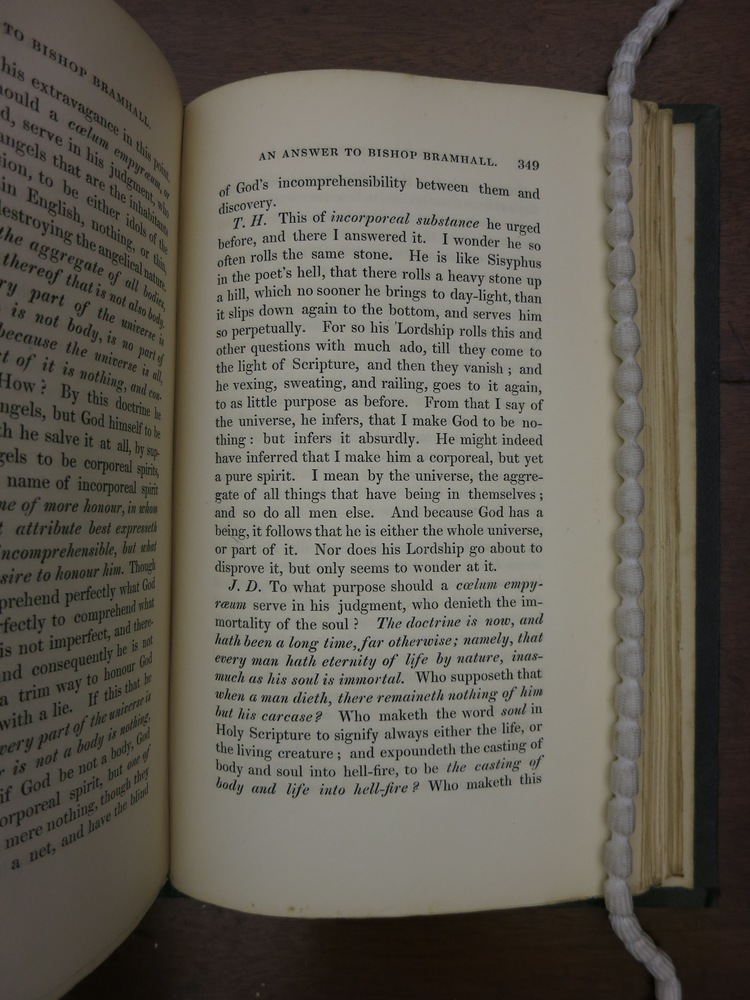 TO BISHOP BRAMHALL.
his extravagance in this point.
should a cœlum empyræum, or
d, serve in his judgment, who
angels that are the inhabitants
sion, to be either idols of the
in English, nothing, or thin,
destroying the angelical nature.
the aggregate of all bodies,
thereof that is not also body.
ry part of the universe is
is not body, is no part of
because the universe is all,
rt of it is nothing, and con-
How? By this doctrine he
angels, but God himself to be
th he salve it at all, by sup-
gels to be corporeal spirits,
name of incorporeal spirit
me of more honour, in whom
attribute best expresseth
incomprehensible, but what
sire to honour him. Though
prehend perfectly what God
rfectly to comprehend what
is not imperfect, and there-
nd consequently he is not
a trim way to honour God
with a lie. If this that he
very part of the universe is
r is not a body is nothing,
if God be not a body, God
orporeal spirit, but one of
mere nothing, though they
a net, and have the blind
AN ANSWER TO BISHOP BRAMHALL. 349
of God's incomprehensibility between them and
discovery.
T. H. This of incorporeal substance he urged
before, and there I answered it. I wonder he so
often rolls the same stone. He is like Sisyphus
in the poet's hell, that there rolls a heavy stone up
a hill, which no sooner he brings to day-light, than
it slips down again to the bottom, and serves him
so perpetually. For so his Lordship rolls this and
other questions with much ado, till they come to
the light of Scripture, and then they vanish ; and
he vexing, sweating, and railing, goes to it again,
to as little purpose as before. From that I say of
the universe, he infers, that I make God to be no-
thing : but infers it absurdly. He might indeed
have inferred that I make him a corporeal, but yet
a pure spirit. I mean by the universe, the aggre-
gate of all things that have being in themselves ;
and so do all men else. And because God has a
being, it follows that he is either the whole universe,
or part of it. Nor does his Lordship go about to
disprove it, but only seems to wonder at it.
J. D. To what purpose should a cœlum empy-
ræum serve in his judgment, who denieth the im-
mortality of the soul ? The doctrine is now, and
hath been a long time, far otherwise ; namely, that
every man hath eternity of life by nature, inas-
much as his soul is immortal. Who supposeth that
when a man dieth, there remaineth nothing of him
but his carcase ? Who maketh the word soul in
Holy Scripture to signify always either the life, or
the living creature ; and expoundeth the casting of
body and soul into hell-fire, to be the casting of
body and life into hell-fire ? Who maketh this